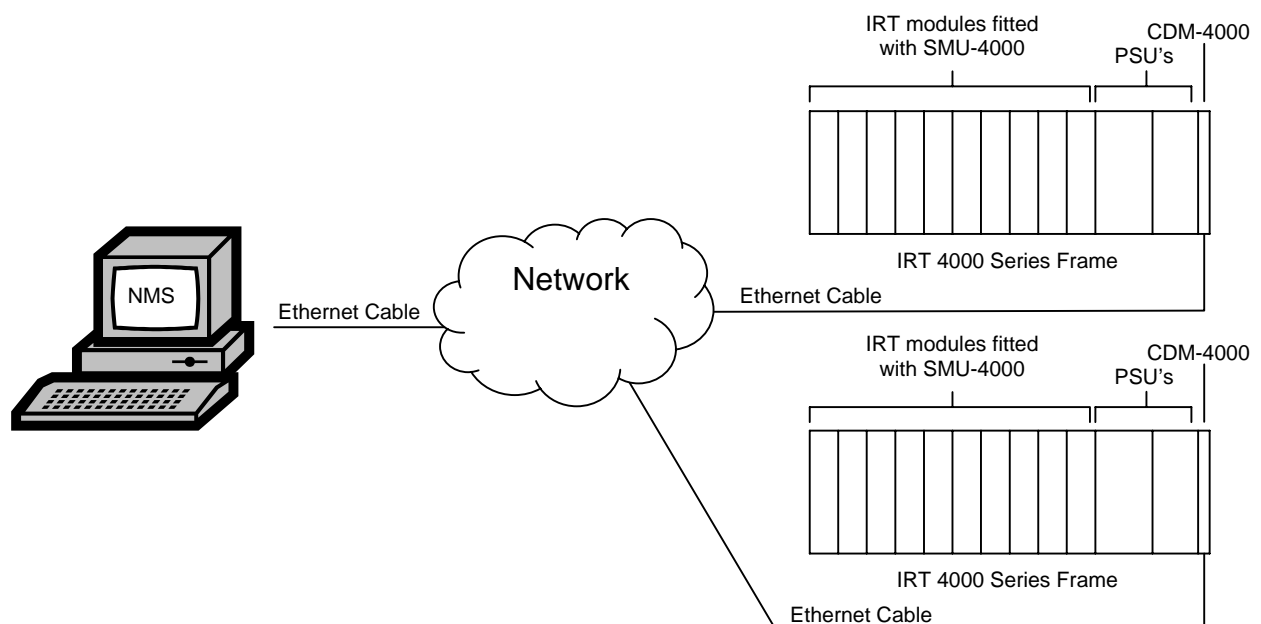 IRT modules fitted
with SMU-4000
CDM-4000
PSU's
IRT 4000 Series Frame
NMS
Ethernet Cable
Network
Ethernet Cable
IRT modules fitted
with SMU-4000
CDM-4000
PSU's
IRT 4000 Series Frame
Ethernet Cable